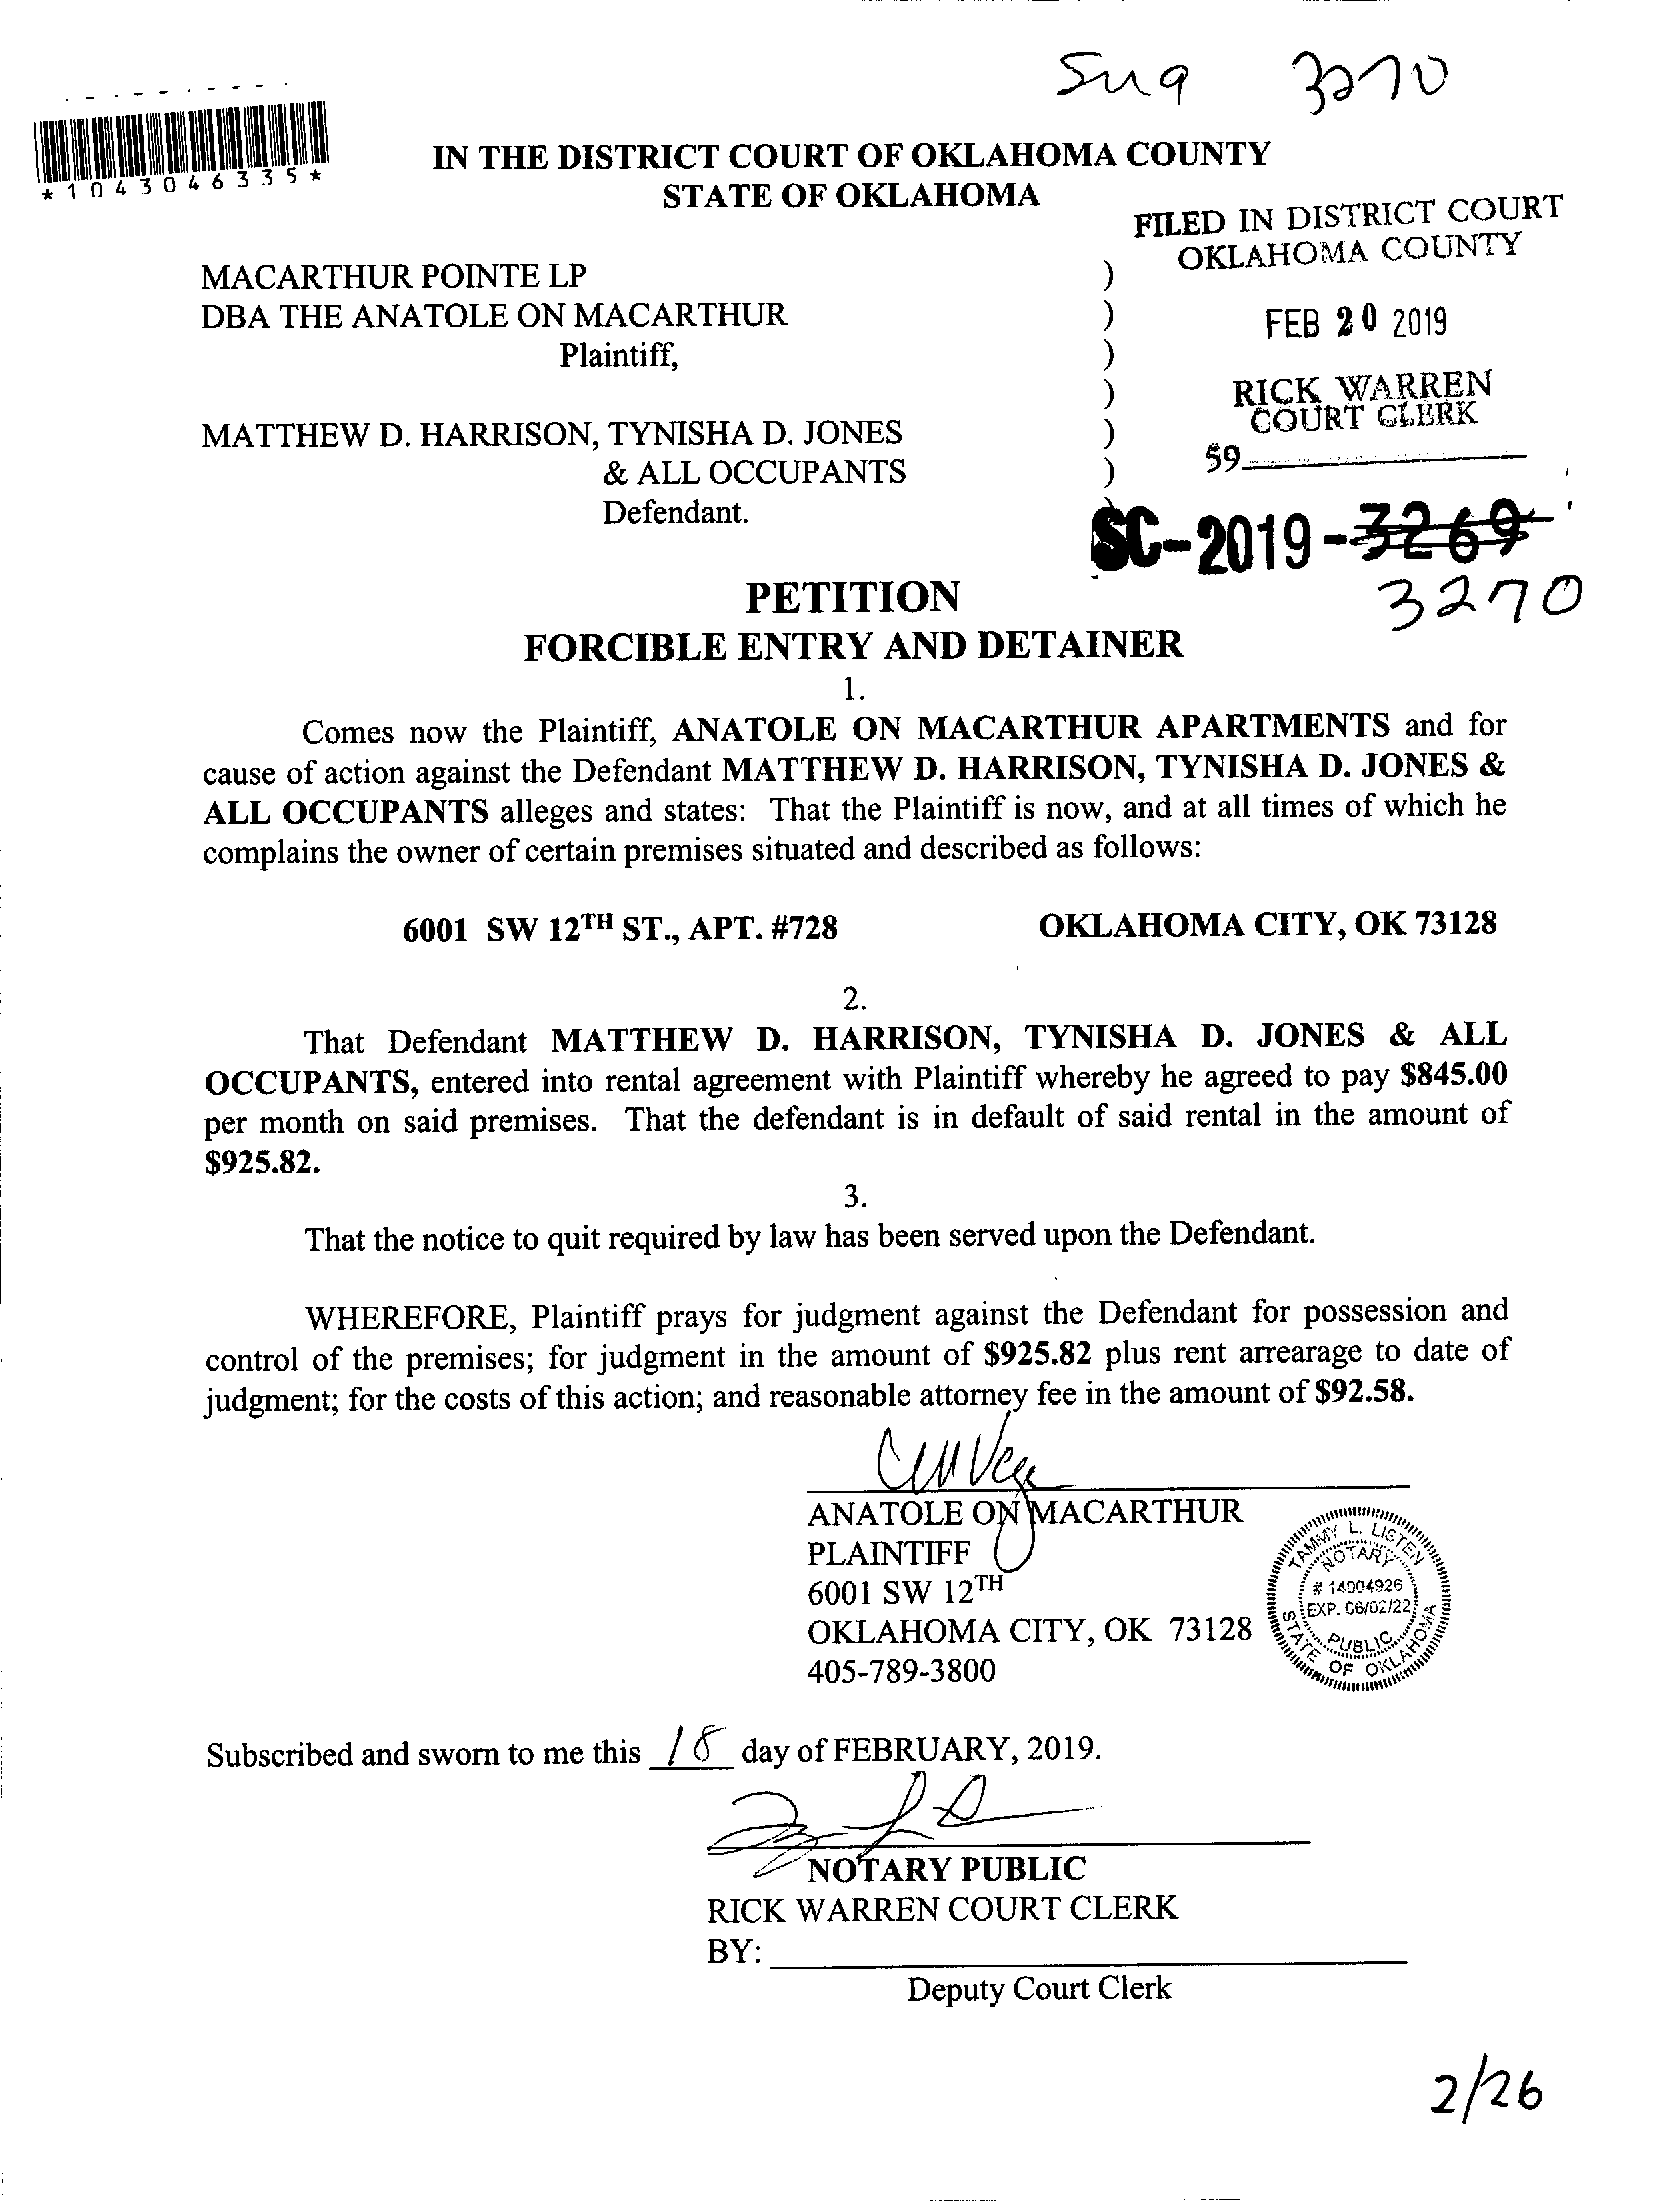 3270
*1043046335*
IN THE DISTRICT COURT OF OKLAHOMA COUNTY
STATE OF OKLAHOMA
FILED IN DISTRICT COURT
OKLAHOMA COUNTY
FEB 20 2019
RICK WARREN
COURT CLERK
59
MACARTHUR POINTE LP )
DBA THE ANATOLE ON MACARTHUR )
Plaintiff, )
)
MATTHEW D. HARRISON, TYNISHA D. JONES )
& ALL OCCUPANTS )
Defendant. )
SC-2019-3269
3270
PETITION
FORCIBLE ENTRY AND DETAINER
1.
Comes now the Plaintiff, ANATOLE ON MACARTHUR APARTMENTS and for
cause of action against the Defendant MATTHEW D. HARRISON, TYNISHA D. JONES &
ALL OCCUPANTS alleges and states: That the Plaintiff is now, and at all times of which he
complains the owner of certain premises situated and described as follows:
6001 SW 12TH ST., APT. #728 OKLAHOMA CITY, OK 73128
2.
That Defendant MATTHEW D. HARRISON, TYNISHA D. JONES & ALL
OCCUPANTS, entered into rental agreement with Plaintiff whereby he agreed to pay $845.00
per month on said premises. That the defendant is in default of said rental in the amount of
$925.82.
3.
That the notice to quit required by law has been served upon the Defendant.
WHEREFORE, Plaintiff prays for judgment against the Defendant for possession and
control of the premises; for judgment in the amount of $925.82 plus rent arrearage to date of
judgment; for the costs of this action; and reasonable attorney fee in the amount of $92.58.
ANATOLE ON MACARTHUR
PLAINTIFF
6001 SW 12TH
OKLAHOMA CITY, OK 73128
405-789-3800
TAMMY L. LISTEN
NOTARY
# 14004926
EXP. 06/02/22
PUBLIC
STATE OF OKLAHOMA
Subscribed and sworn to me this 18 day of FEBRUARY, 2019.
NOTARY PUBLIC
RICK WARREN COURT CLERK
BY:
Deputy Court Clerk
2/26